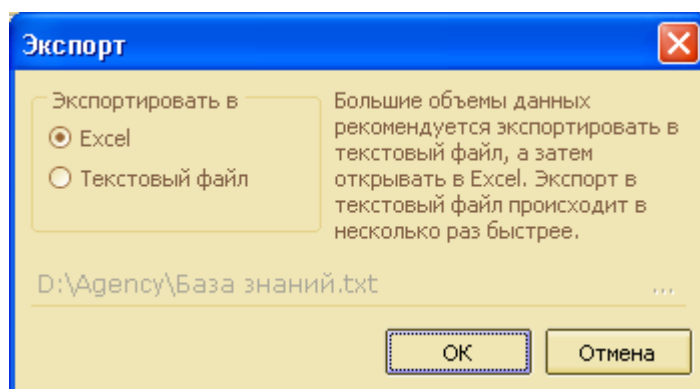 Экспорт
Экспортировать в
Excel
Текстовый файл
Большие объемы данных
рекомендуется экспортировать в
текстовый файл, а затем
открывать в Excel. Экспорт в
текстовый файл происходит в
несколько раз быстрее.
D:\Agency\База знаний.txt
...
ОК
Отмена